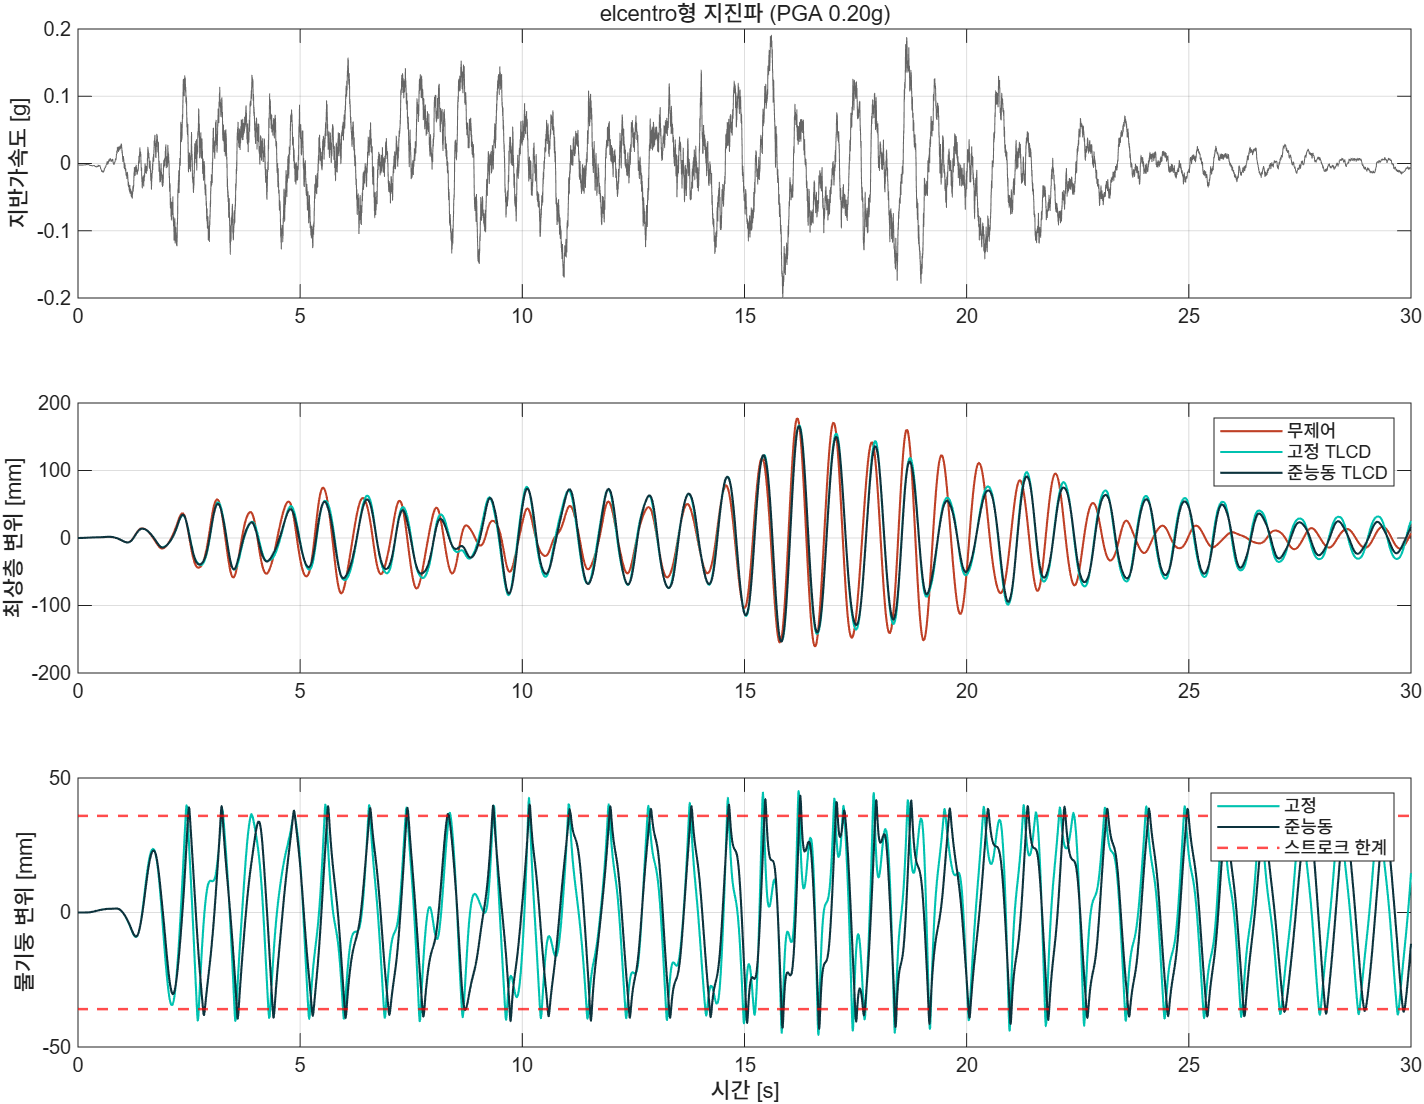 elcentro형 지진파 (PGA 0.20g)
지반가속도 [g]
0.2
0.1
0
-0.1
-0.2
0 5 10 15 20 25 30
최상층 변위 [mm]
200
100
0
-100
-200
무제어
고정 TLCD
준능동 TLCD
0 5 10 15 20 25 30
물기둥 변위 [mm]
50
0
-50
고정
준능동
스트로크 한계
0 5 10 15 20 25 30
시간 [s]